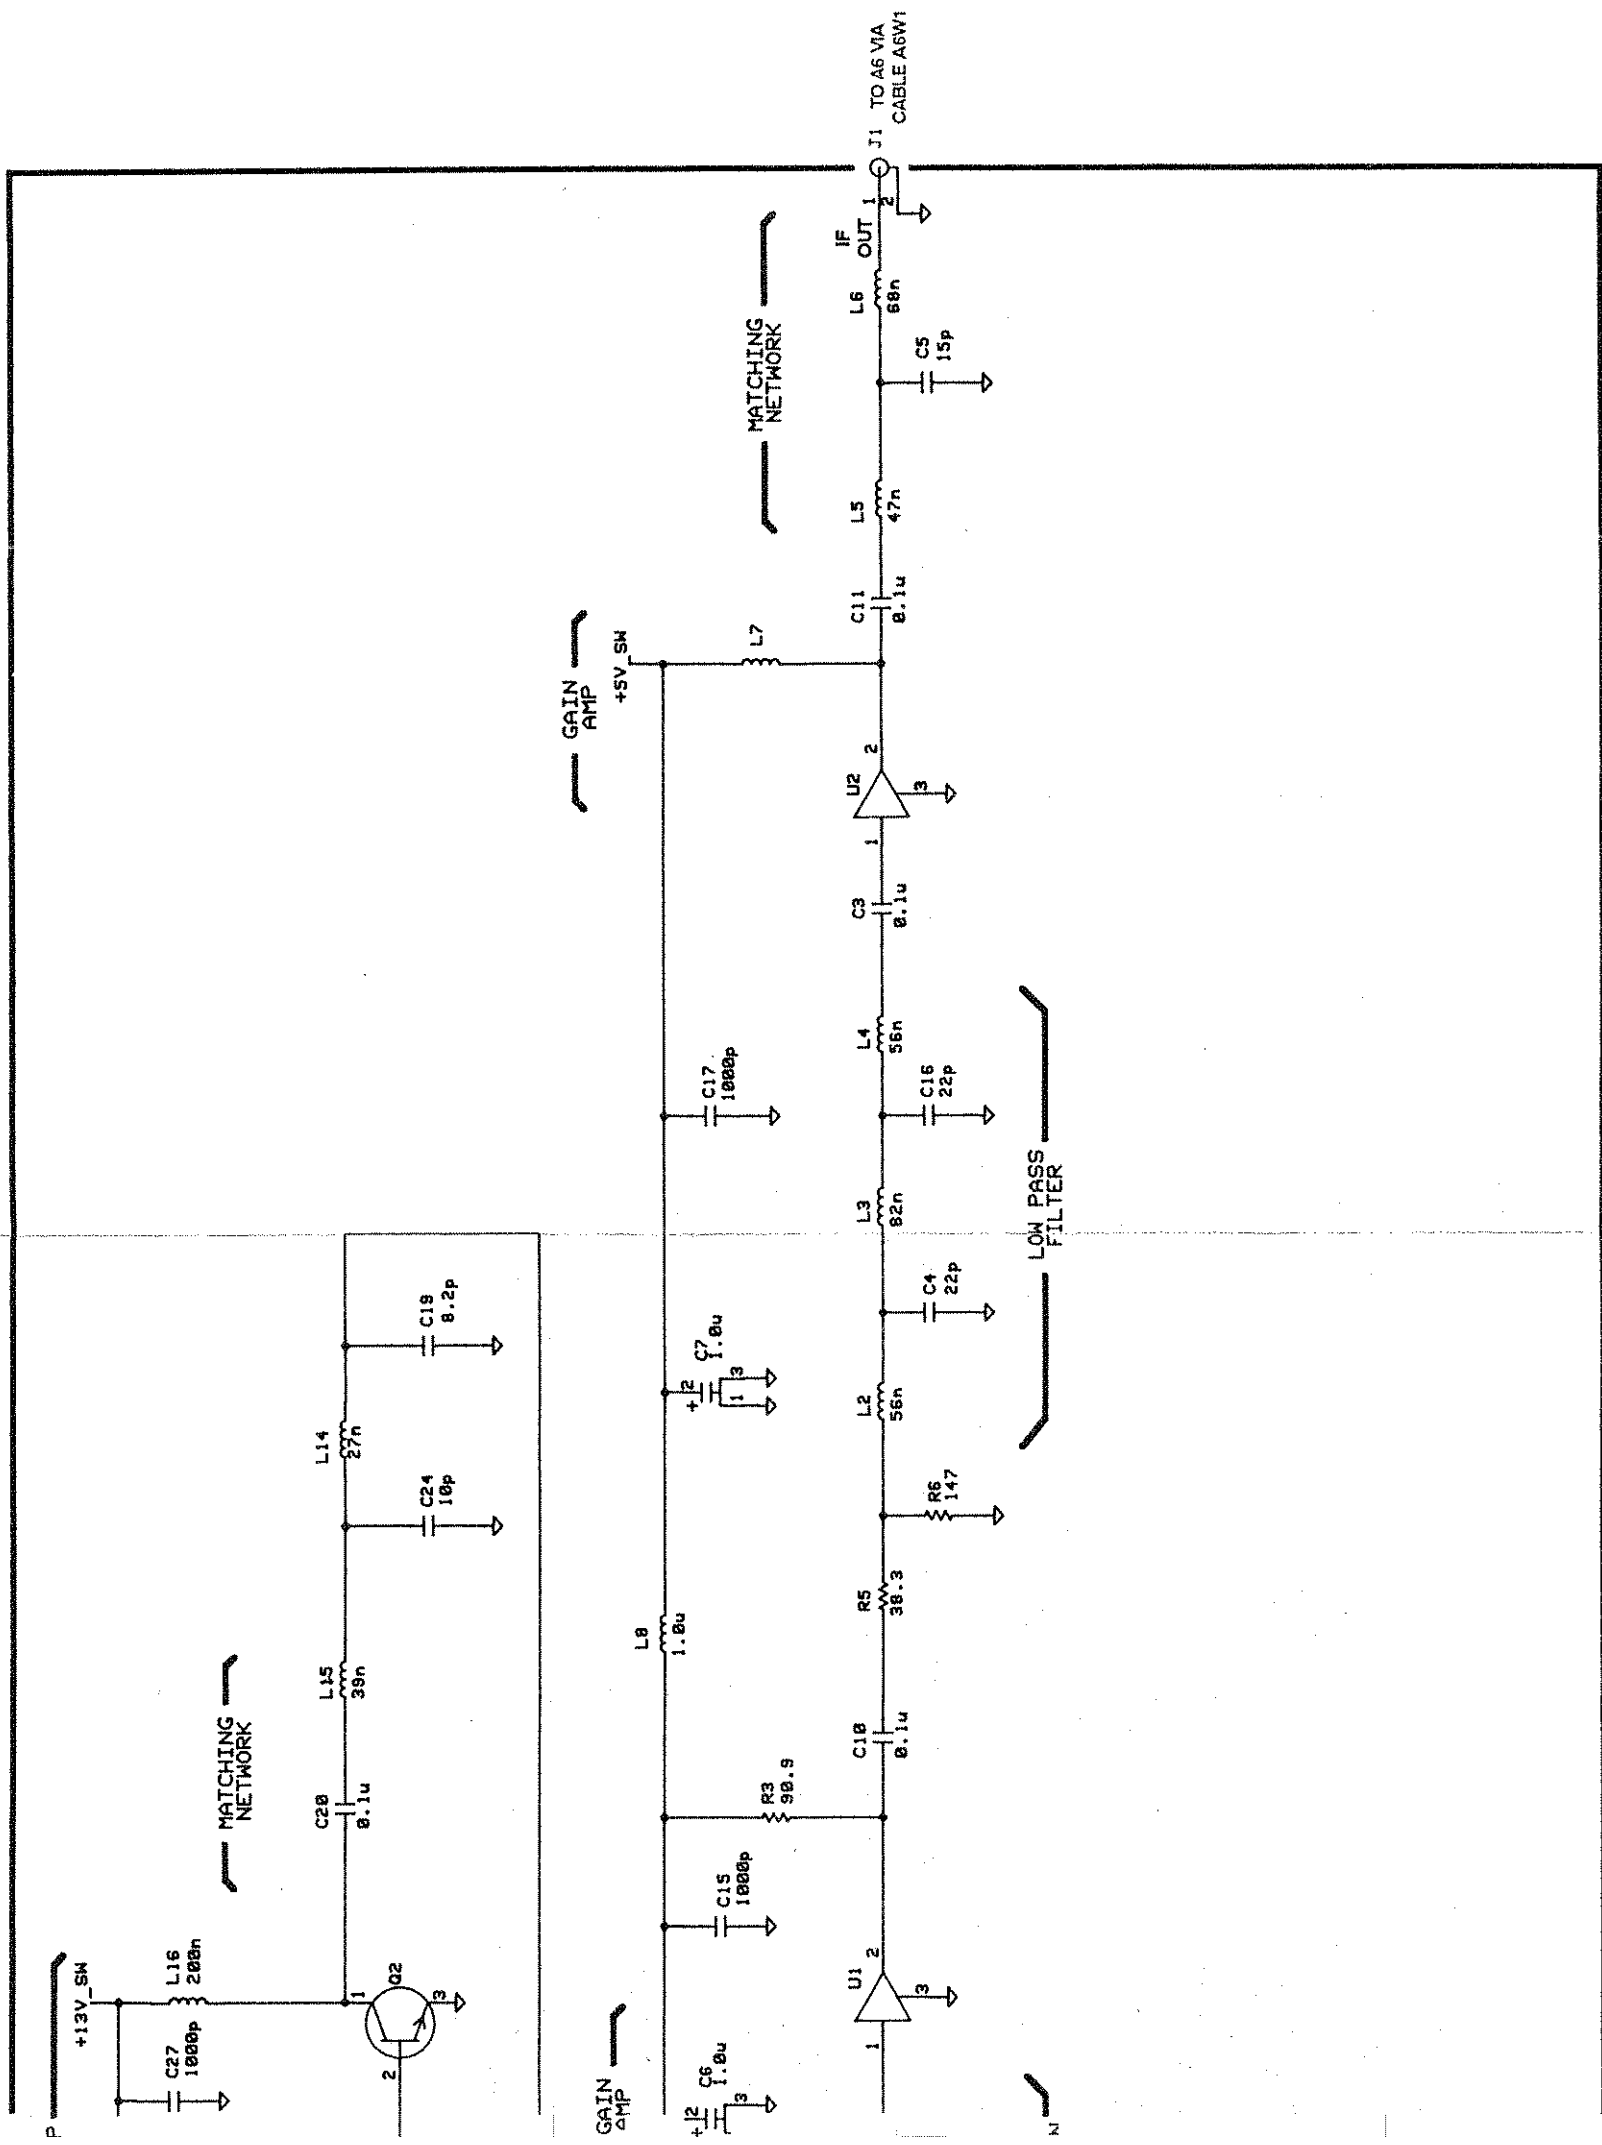 P
+13V_SW
C27
1000p
L16
200n
1
2
3
Q2
MATCHING
NETWORK
C20
0.1u
L15
39n
C24
10p
L14
27n
C19
8.2p
GAIN
AMP
C6
1.0u
+
2
3
C15
1000p
R3
90.9
L8
1.0u
C7
1.0u
+
2
1
3
C17
1000p
GAIN
AMP
+5V_SW
L7
1
U1
2
3
C10
0.1u
R5
38.3
R6
147
L2
56n
C4
22p
L3
82n
C16
22p
L4
56n
LOW PASS
FILTER
C3
0.1u
1
U2
2
3
C11
0.1u
MATCHING
NETWORK
L5
47n
C5
15p
L6
68n
IF
OUT
1
2
J1
TO A6 VIA
CABLE A6W1
N